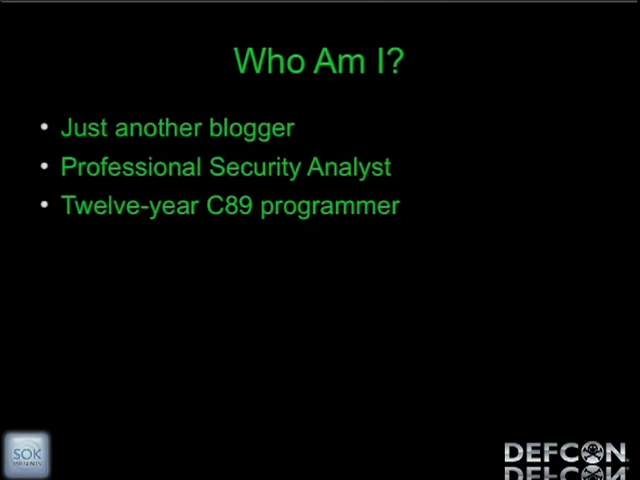 Who Am I?
• Just another blogger
• Professional Security Analyst
• Twelve-year C89 programmer
SOK
DEFCON